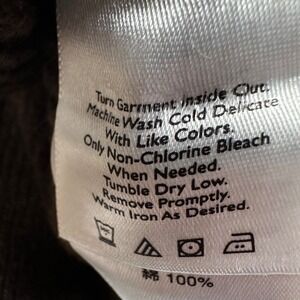 Turn Garment Inside Out.
Machine Wash Cold Delicate
With Like Colors.
Only Non-Chlorine Bleach
When Needed.
Tumble Dry Low.
Remove Promptly.
Warm Iron As Desired.
綿 100%